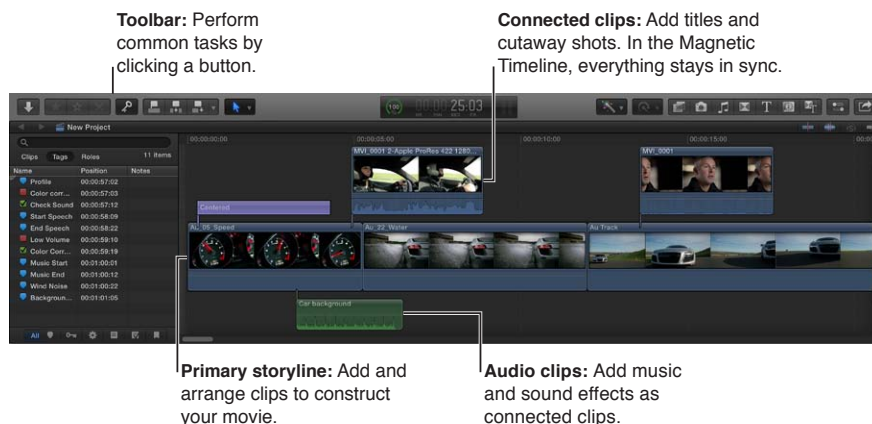 Toolbar: Perform
common tasks by
clicking a button.
Connected clips: Add titles and
cutaway shots. In the Magnetic
Timeline, everything stays in sync.
100
25:03
New Project
Clips Tags Roles 11 items
Name Position Notes
Profile 00:00:57:02
Color corr... 00:00:57:03
Check Sound 00:00:57:12
Start Speech 00:00:58:09
End Speech 00:00:58:22
Low Volume 00:00:59:10
Color Corr... 00:00:59:19
Music Start 00:01:00:01
Music End 00:01:00:12
Wind Noise 00:01:00:22
Backgroun... 00:01:01:05
All
00:00:00:00 00:00:05:00 00:00:10:00 00:00:15:00
MVI_0001 2-Apple ProRes 422 1280...
MVI_0001
Centered
Au_05_Speed
Au_22_Water
Au Track
Car background
Primary storyline: Add and
arrange clips to construct
your movie.
Audio clips: Add music
and sound effects as
connected clips.